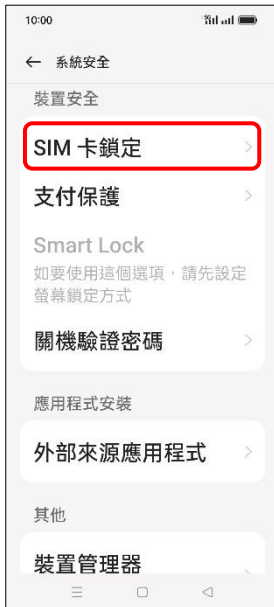 10:00
系統安全
裝置安全
SIM 卡鎖定
支付保護
Smart Lock
如要使用這個選項，請先設定
螢幕鎖定方式
關機驗證密碼
應用程式安裝
外部來源應用程式
其他
裝置管理器